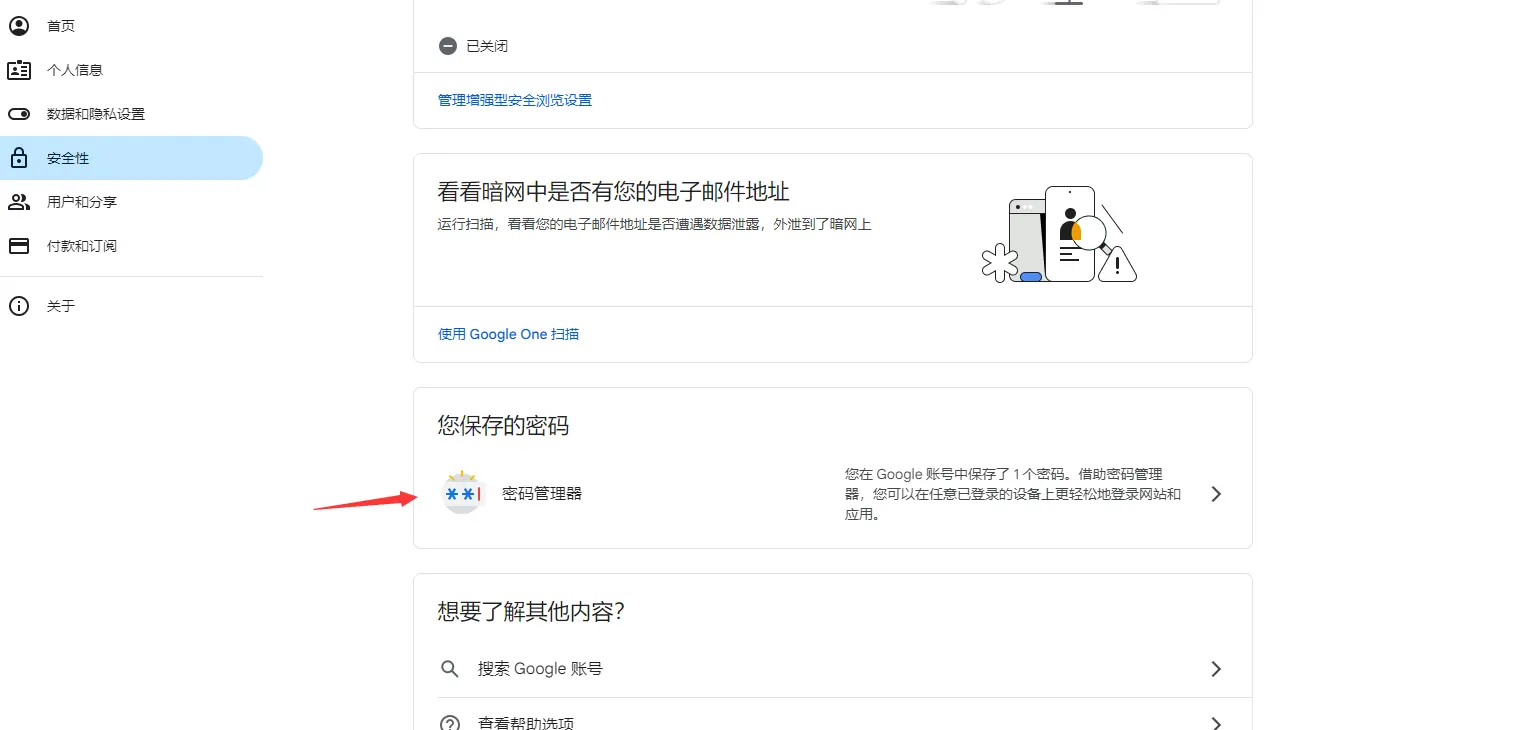 首页
个人信息
数据和隐私设置
安全性
用户和分享
付款和订阅
关于
已关闭
管理增强型安全浏览设置
看看暗网中是否有您的电子邮件地址
运行扫描，看看您的电子邮件地址是否遭遇数据泄露，外泄到了暗网上
使用 Google One 扫描
您保存的密码
密码管理器
您在 Google 账号中保存了 1 个密码。借助密码管理
器，您可以在任意已登录的设备上更轻松地登录网站和
应用。
想要了解其他内容？
搜索 Google 账号
查看帮助选项